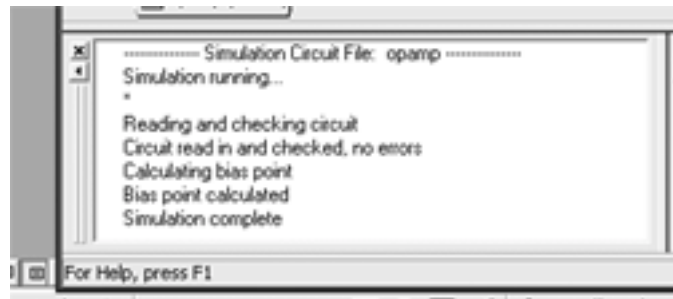 -------------- Simulation Circuit File: opamp --------------
Simulation running...
*
Reading and checking circuit
Circuit read in and checked, no errors
Calculating bias point
Bias point calculated
Simulation complete
For Help, press F1